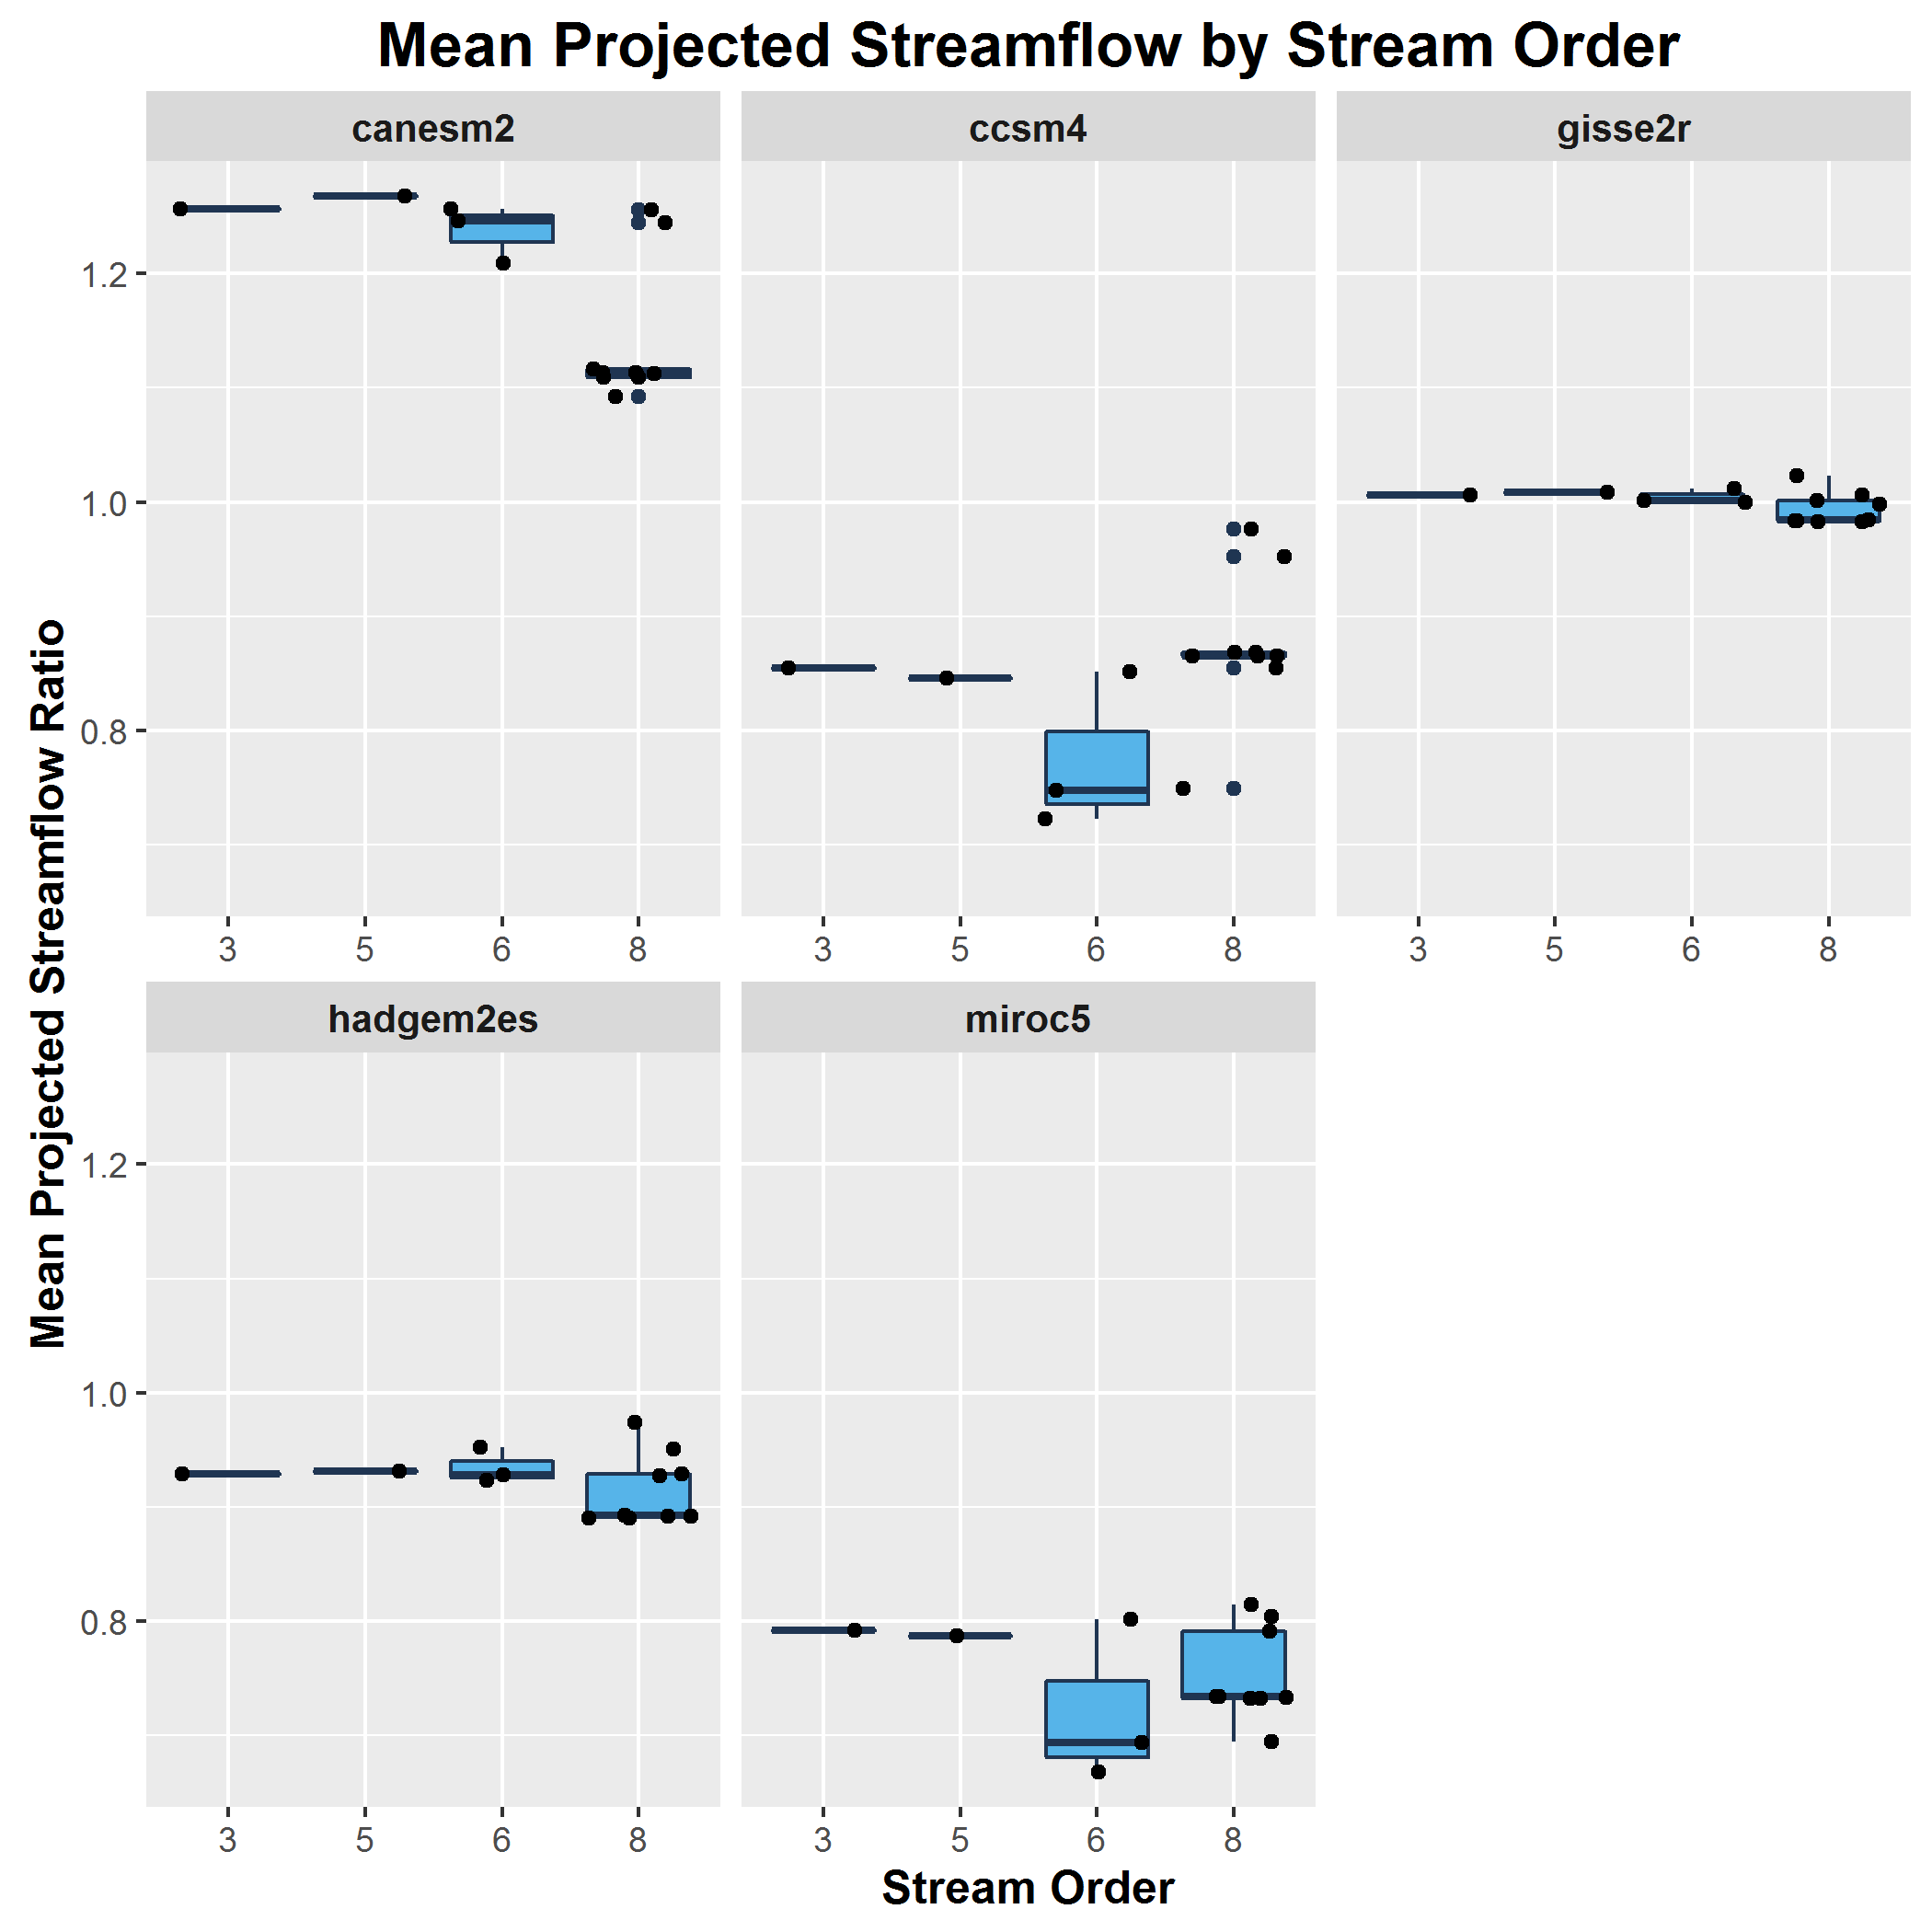 Mean Projected Streamflow by Stream Order
canesm2 ccsm4 gisse2r
Mean Projected Streamflow Ratio
1.2
1.0
0.8
3 5 6 8 3 5 6 8 3 5 6 8
hadgem2es miroc5
1.2
1.0
0.8
3 5 6 8 3 5 6 8
Stream Order